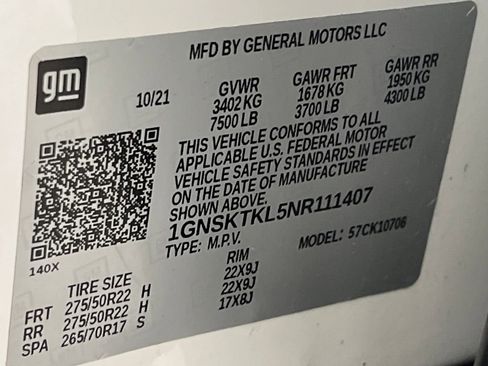 MFD BY GENERAL MOTORS LLC
gm
10/21
GVWR GAWR FRT GAWR RR
3402 KG 1678 KG 1950 KG
7500 LB 3700 LB 4300 LB
THIS VEHICLE CONFORMS TO ALL
APPLICABLE U.S. FEDERAL MOTOR
VEHICLE SAFETY STANDARDS IN EFFECT
ON THE DATE OF MANUFACTURE
SHOWN ABOVE.
1GNSKTKL5NR111407
TYPE: M.P.V. MODEL: 57CK10706
140X
TIRE SIZE RIM
FRT 275/50R22 H 22X9J
RR 275/50R22 H 22X9J
SPA 265/70R17 S 17X8J